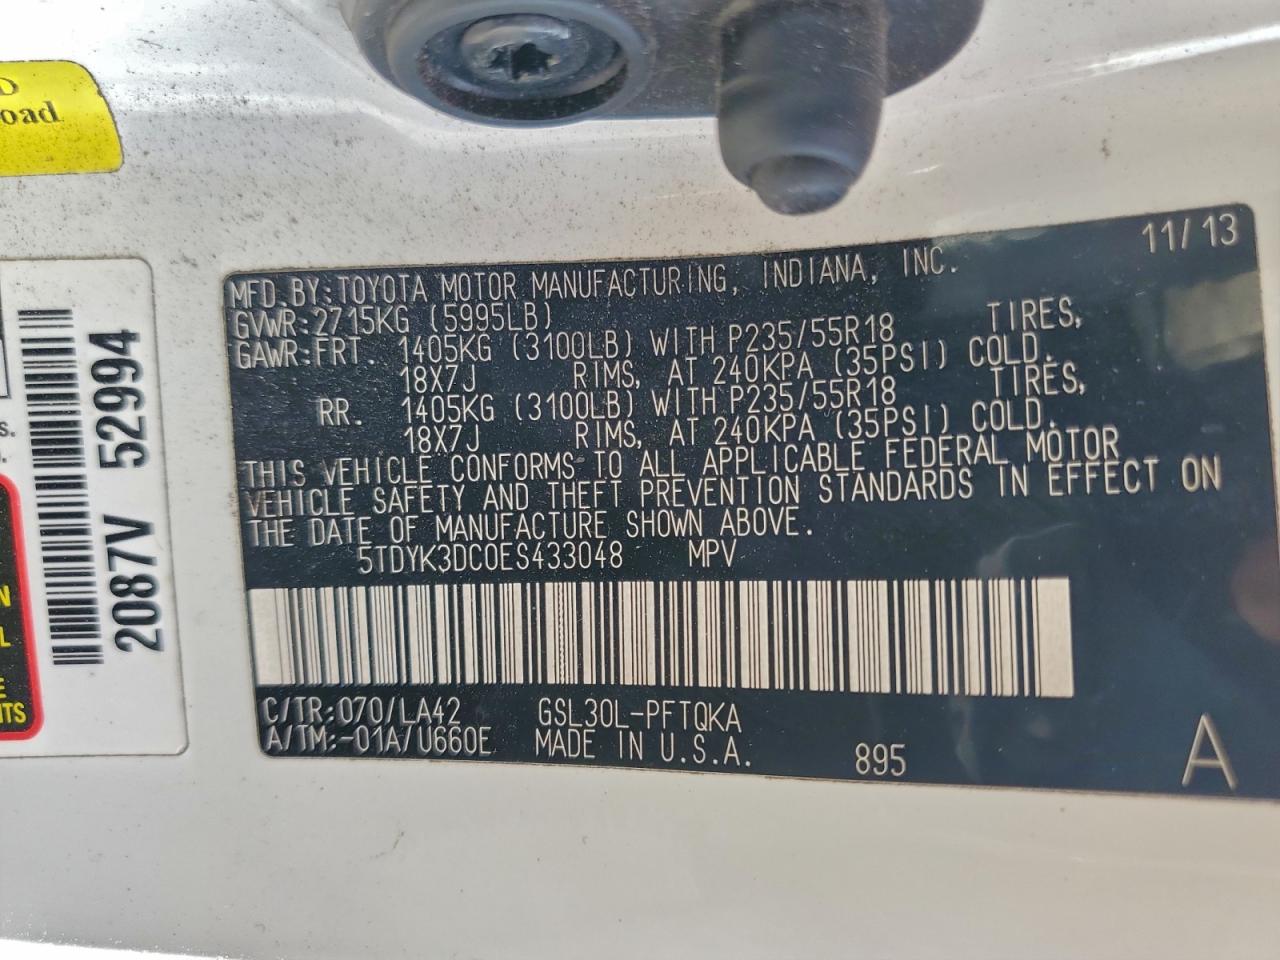 D
oad
2087V 52994
s.
.
N
L
E
ITS
11/13
MFD.BY:TOYOTA MOTOR MANUFACTURING, INDIANA, INC.
GVWR:2715KG (5995LB)
GAWR:FRT. 1405KG (3100LB) WITH P235/55R18 TIRES,
18X7J RIMS, AT 240KPA (35PSI) COLD.
RR. 1405KG (3100LB) WITH P235/55R18 TIRES,
18X7J RIMS, AT 240KPA (35PSI) COLD.
THIS VEHICLE CONFORMS TO ALL APPLICABLE FEDERAL MOTOR
VEHICLE SAFETY AND THEFT PREVENTION STANDARDS IN EFFECT ON
THE DATE OF MANUFACTURE SHOWN ABOVE.
5TDYK3DC0ES433048 MPV
C/TR:070/LA42 GSL30L-PFTQKA
A/TM:-01A/U660E MADE IN U.S.A. 895 A